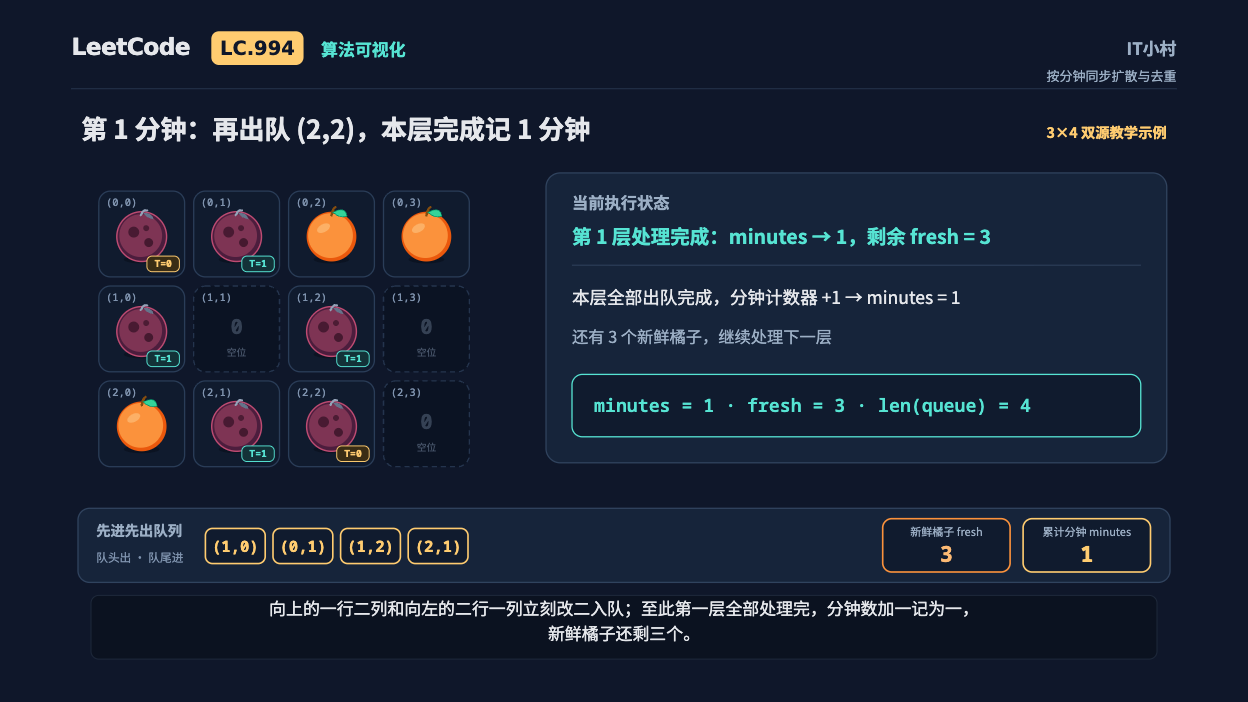 LeetCode LC.994 算法可视化
IT小村
按分钟同步扩散与去重
第 1 分钟：再出队 (2,2)，本层完成记 1 分钟
3×4 双源教学示例
(0,0) (0,1) (0,2) (0,3)
T=0 T=1
(1,0) (1,1) (1,2) (1,3)
0 0
空位 空位
T=1 T=1
(2,0) (2,1) (2,2) (2,3)
0
空位
T=1 T=0
当前执行状态
第 1 层处理完成：minutes → 1，剩余 fresh = 3
本层全部出队完成，分钟计数器 +1 → minutes = 1
还有 3 个新鲜橘子，继续处理下一层
minutes = 1 · fresh = 3 · len(queue) = 4
先进先出队列
队头出 · 队尾进
(1,0) (0,1) (1,2) (2,1)
新鲜橘子 fresh
3
累计分钟 minutes
1
向上的一行二列和向左的二行一列立刻改二入队；至此第一层全部处理完，分钟数加一记为一，
新鲜橘子还剩三个。